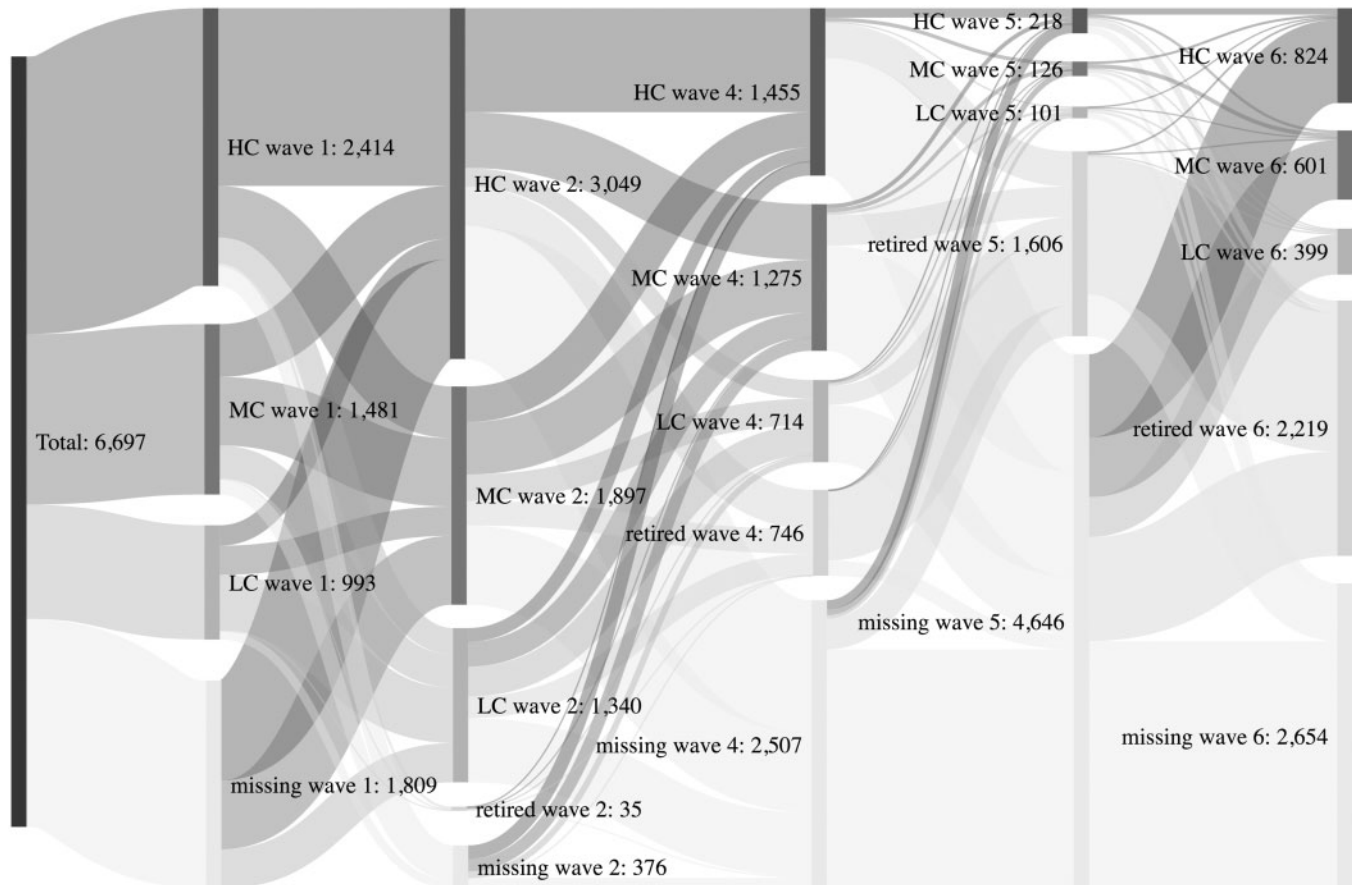 Total: 6,697
HC wave 1: 2,414
MC wave 1: 1,481
LC wave 1: 993
missing wave 1: 1,809
HC wave 2: 3,049
MC wave 2: 1,897
LC wave 2: 1,340
retired wave 2: 35
missing wave 2: 376
HC wave 4: 1,455
MC wave 4: 1,275
LC wave 4: 714
retired wave 4: 746
missing wave 4: 2,507
HC wave 5: 218
MC wave 5: 126
LC wave 5: 101
retired wave 5: 1,606
missing wave 5: 4,646
HC wave 6: 824
MC wave 6: 601
LC wave 6: 399
retired wave 6: 2,219
missing wave 6: 2,654